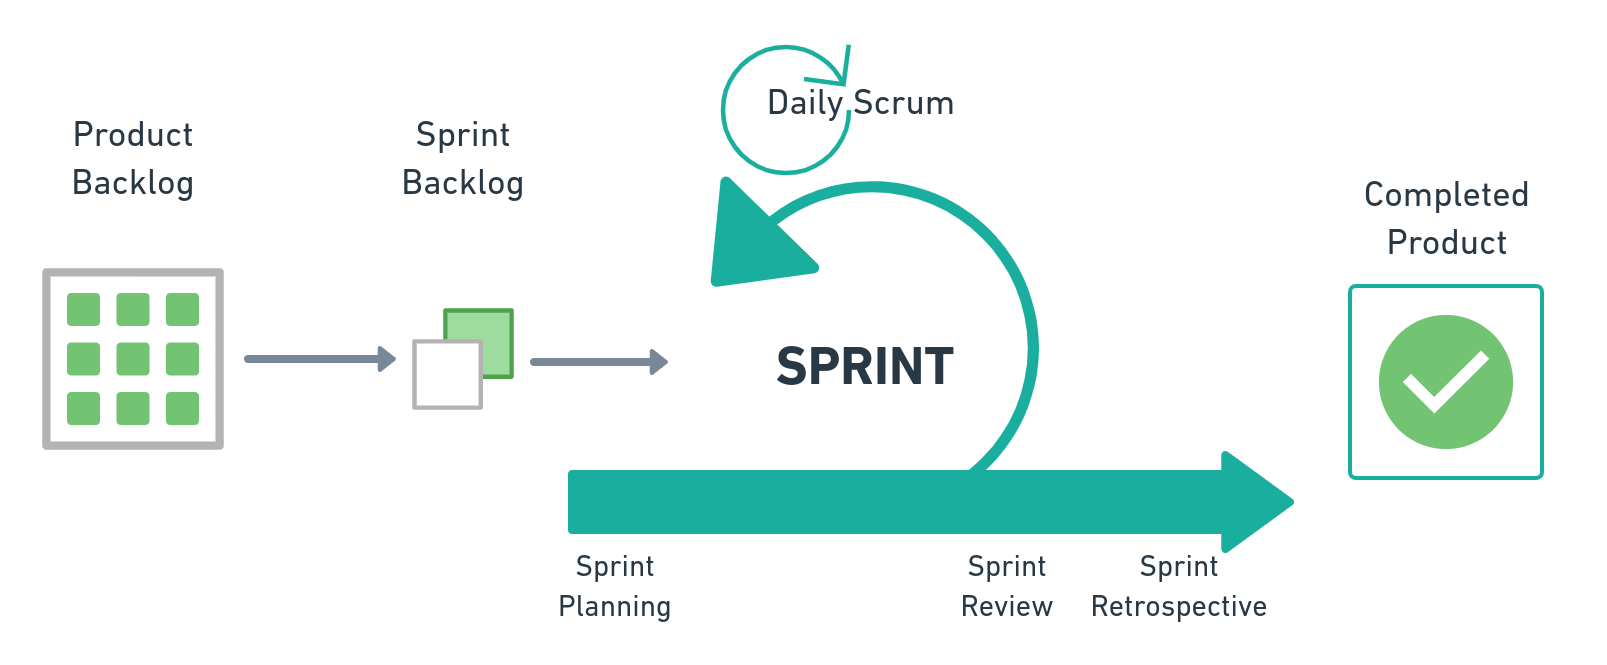 Daily Scrum
Product
Backlog
Sprint
Backlog
Completed
Product
SPRINT
Sprint
Planning
Sprint
Review
Sprint
Retrospective